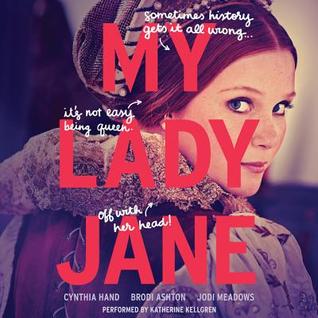 sometimes history
gets it all wrong...
MY
it's not easy
being queen.
LADY
off with
her head!
JANE
CYNTHIA HAND BRODI ASHTON JODI MEADOWS
PERFORMED BY KATHERINE KELLGREN